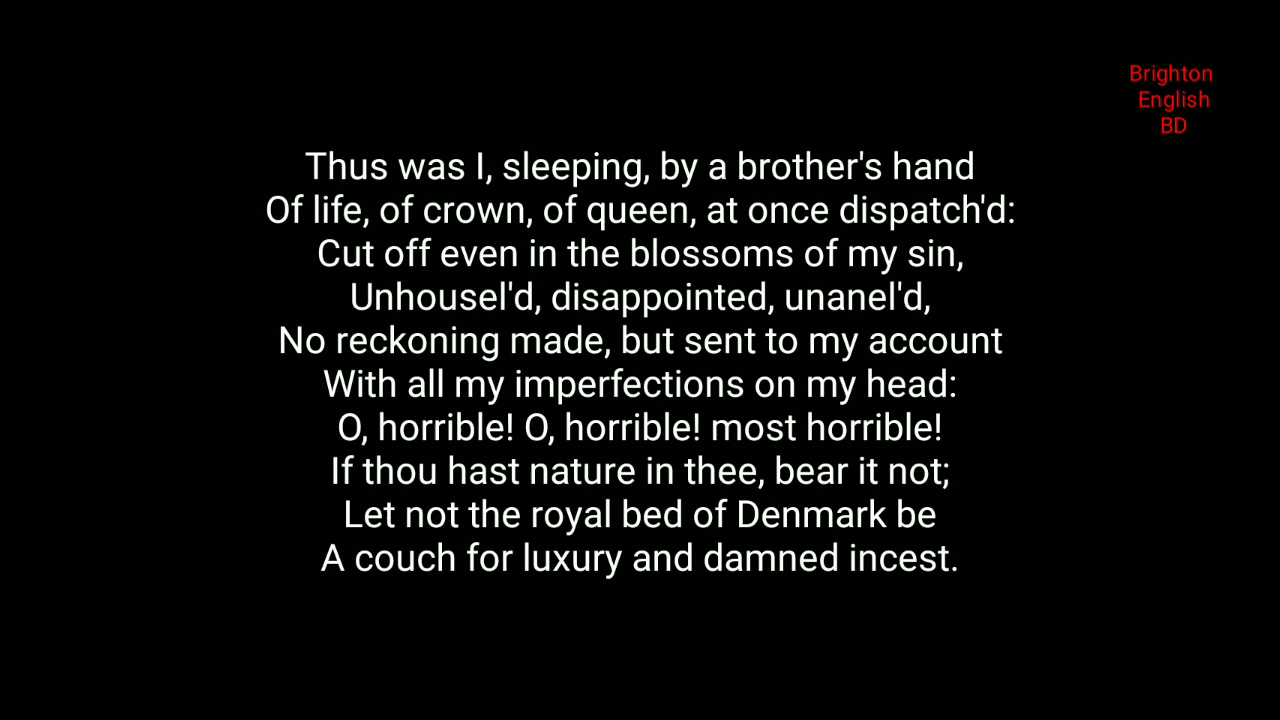 Brighton
English
BD
Thus was I, sleeping, by a brother's hand
Of life, of crown, of queen, at once dispatch'd:
Cut off even in the blossoms of my sin,
Unhousel'd, disappointed, unanel'd,
No reckoning made, but sent to my account
With all my imperfections on my head:
O, horrible! O, horrible! most horrible!
If thou hast nature in thee, bear it not;
Let not the royal bed of Denmark be
A couch for luxury and damned incest.